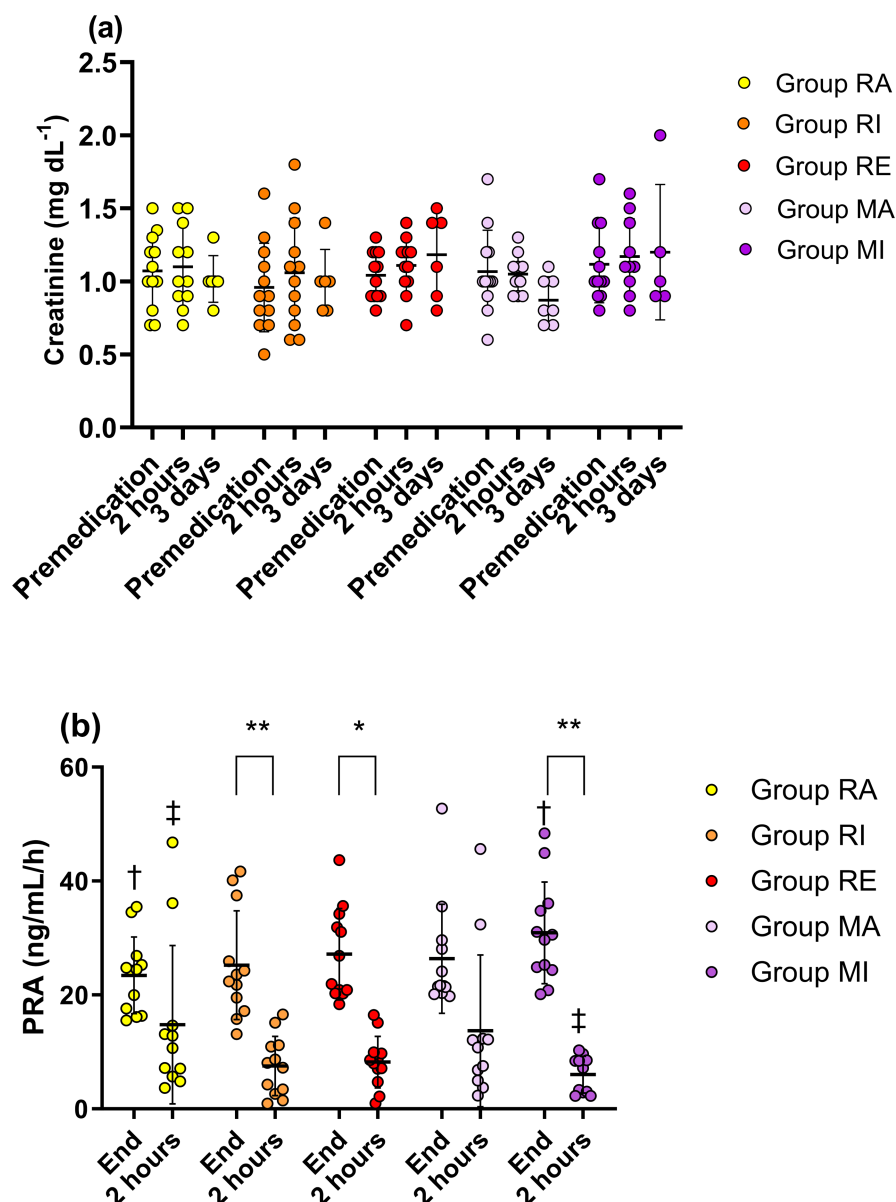 (a)
2.5
2.0
1.5
1.0
0.5
0.0
Creatinine (mg dL⁻¹)
Premedication
2 hours
3 days
Premedication
2 hours
3 days
Premedication
2 hours
3 days
Premedication
2 hours
3 days
Premedication
2 hours
3 days
Group RA
Group RI
Group RE
Group MA
Group MI
(b)
60
40
20
0
PRA (ng/mL/h)
†
‡
**
*
**
†
‡
End
2 hours
End
2 hours
End
2 hours
End
2 hours
End
2 hours
Group RA
Group RI
Group RE
Group MA
Group MI